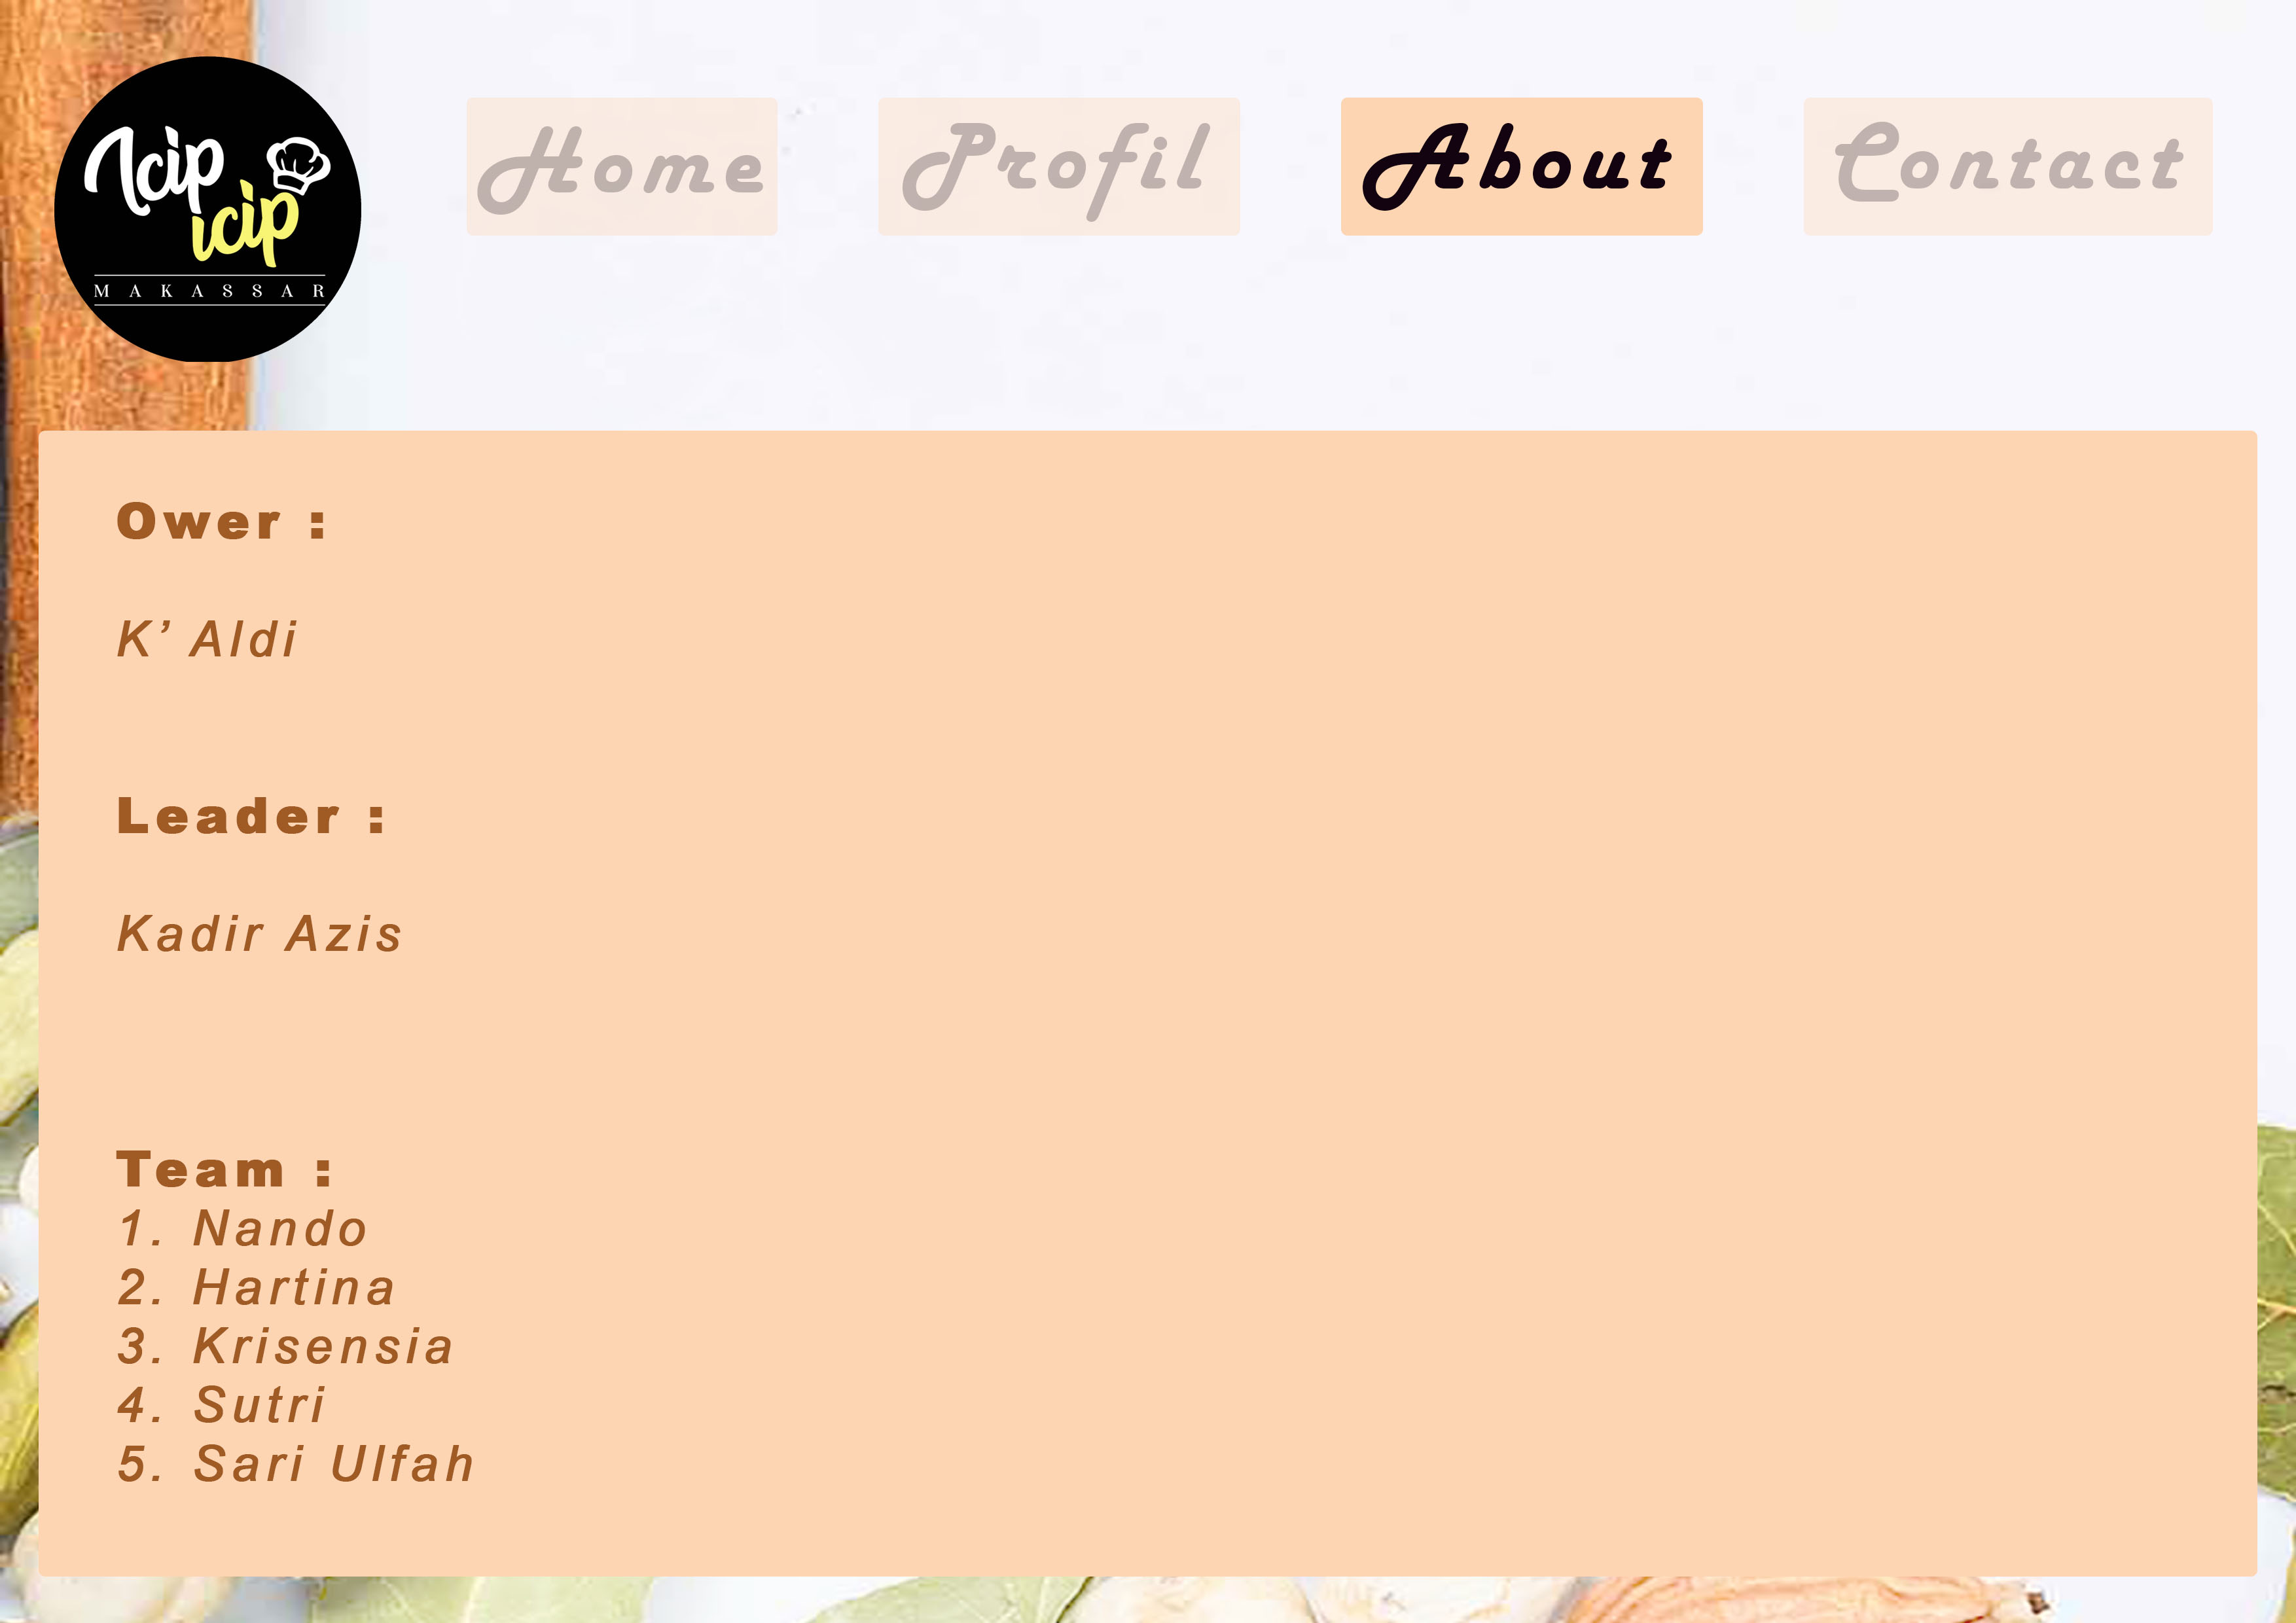 Icip
icip
MAKASSAR
Home
Profil
About
Contact
Ower :
K’ Aldi
Leader :
Kadir Azis
Team :
1. Nando
2. Hartina
3. Krisensia
4. Sutri
5. Sari Ulfah